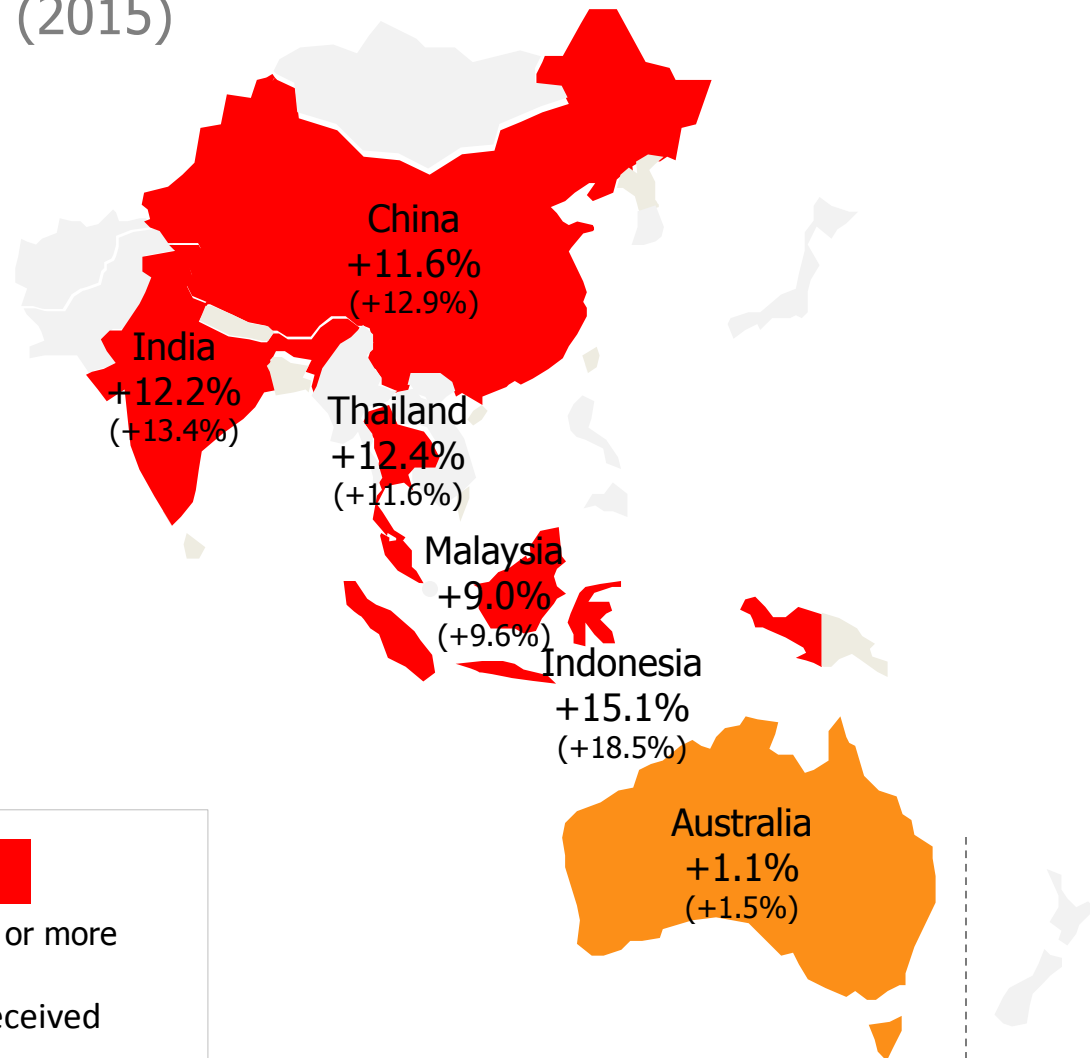 (2015)
China
+11.6%
(+12.9%)
India
+12.2%
(+13.4%)
Thailand
+12.4%
(+11.6%)
Malaysia
+9.0%
(+9.6%)
Indonesia
+15.1%
(+18.5%)
Australia
+1.1%
(+1.5%)
or more